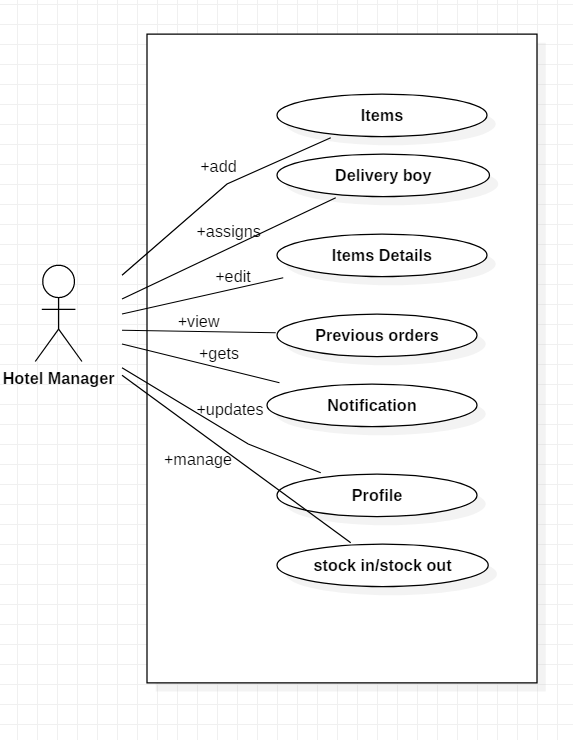 Items
+add
Delivery boy
+assigns
Items Details
+edit
+view
Previous orders
+gets
Hotel Manager
Notification
+updates
+manage
Profile
stock in/stock out